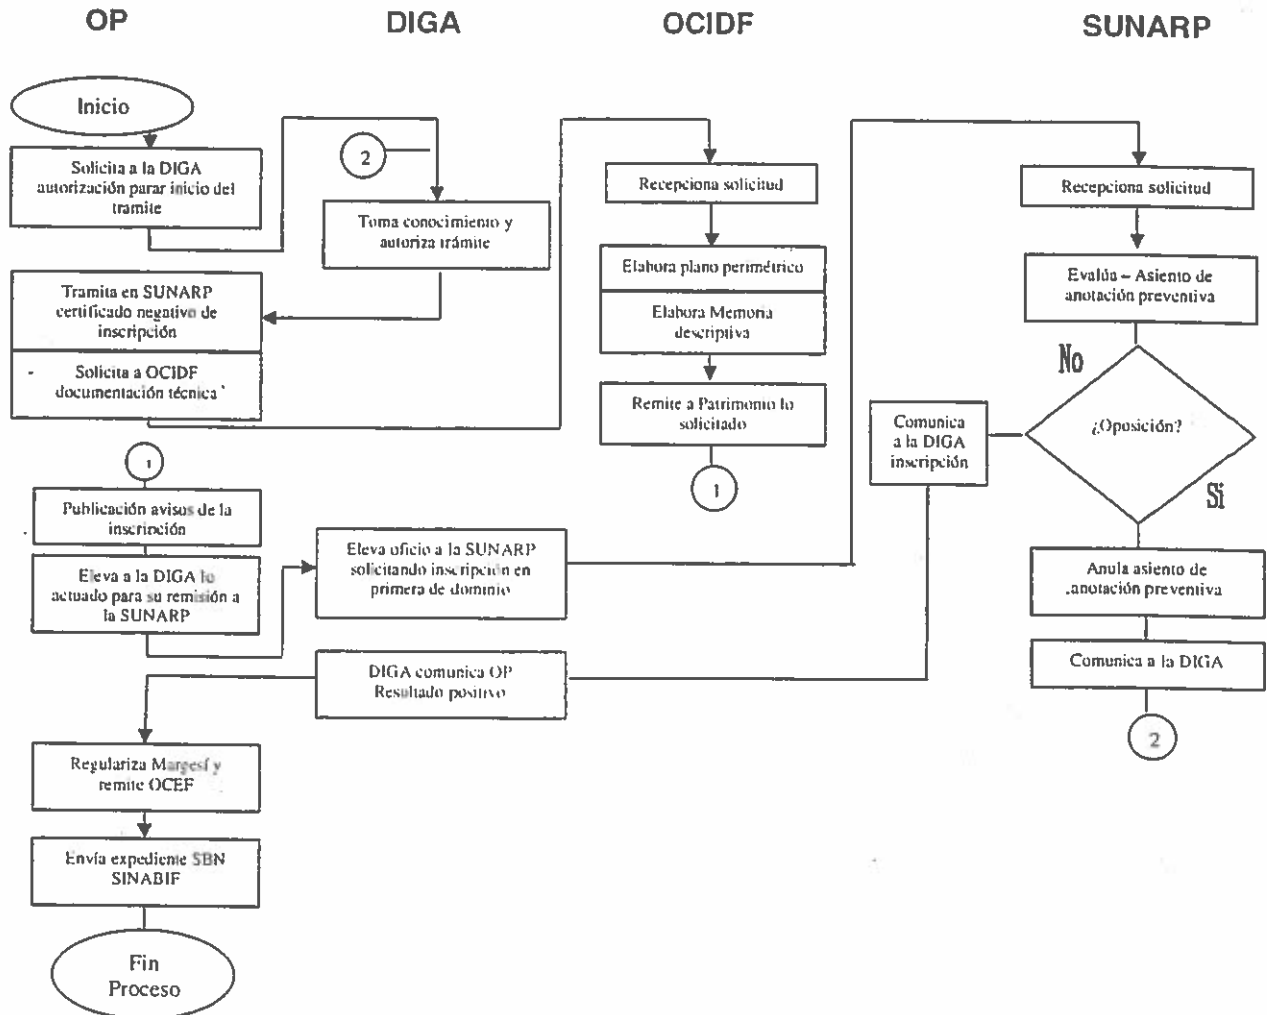 OP
DIGA
OCIDF
SUNARP
Inicio
Solicita a la DIGA
autorización parar inicio del
tramite
2
Toma conocimiento y
autoriza trámite
Tramita en SUNARP
certificado negativo de
inscripción
Solicita a OCIDF
documentación técnica
Recepciona solicitud
Elabora plano perimétrico
Elabora Memoria
descriptiva
Remite a Patrimonio lo
solicitado
1
1
Publicación avisos de la
inscripción
Eleva a la DIGA lo
actuado para su remisión a
la SUNARP
Eleva oficio a la SUNARP
solicitando inscripción en
primera de dominio
Recepciona solicitud
Evalúa – Asiento de
anotación preventiva
No
¿Oposición?
Si
Comunica
a la DIGA
inscripción
Anula asiento de
anotación preventiva
Comunica a la DIGA
2
DIGA comunica OP
Resultado positivo
Regulariza Margesí y
remite OCEF
Envía expediente SBN
SINABIF
Fin
Proceso